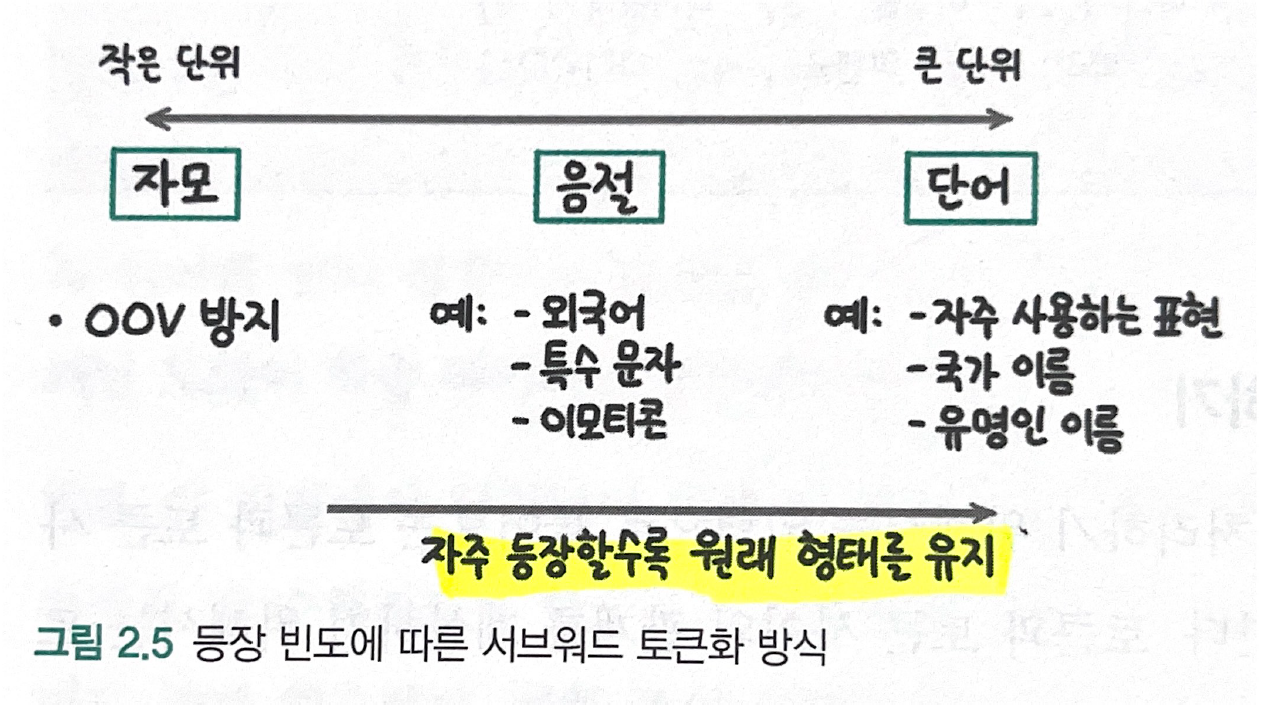 작은 단위
큰 단위
자모
음절
단어
• OOV 방지
예: - 외국어
- 특수 문자
- 이모티콘
예: - 자주 사용하는 표현
- 국가 이름
- 유명인 이름
자주 등장할수록 원래 형태를 유지
그림 2.5 등장 빈도에 따른 서브워드 토큰화 방식